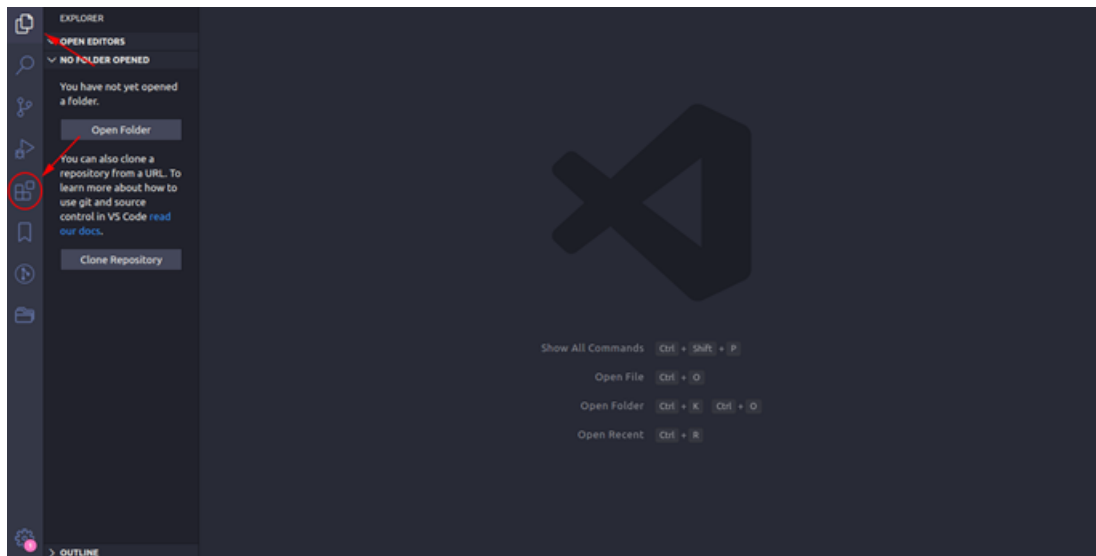 EXPLORER
OPEN EDITORS
NO FOLDER OPENED
You have not yet opened
a folder.
Open Folder
You can also clone a
repository from a URL. To
learn more about how to
use git and source
control in VS Code read
our docs.
Clone Repository
OUTLINE
Show All Commands Ctrl + Shift + P
Open File Ctrl + O
Open Folder Ctrl + K Ctrl + O
Open Recent Ctrl + R
1